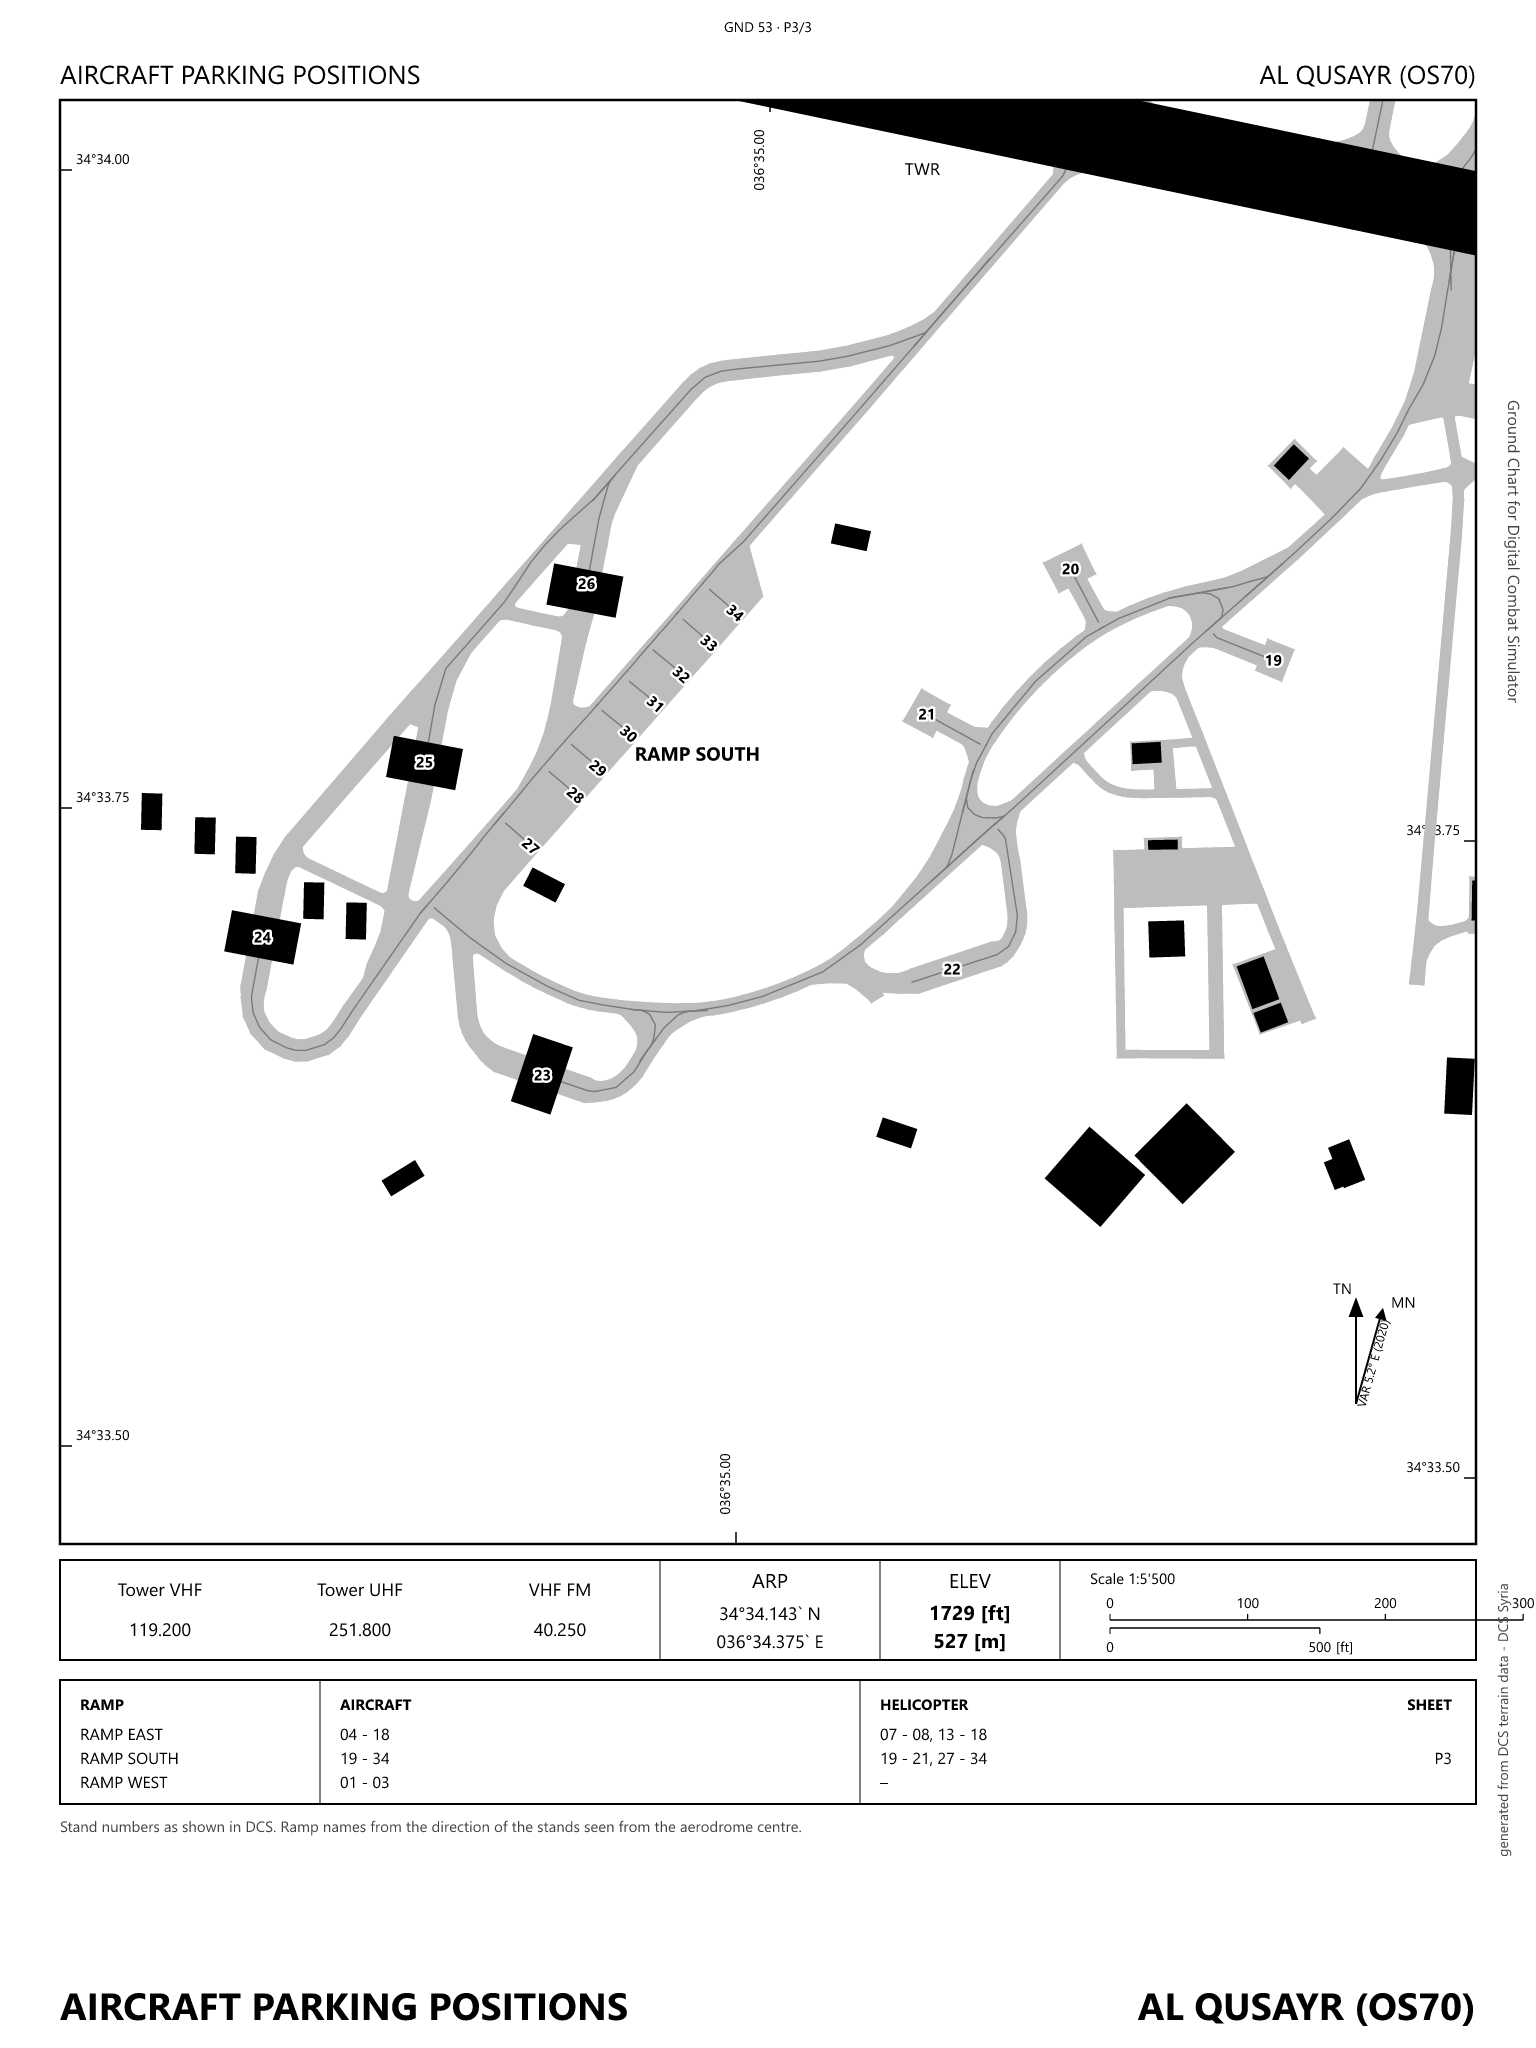 GND 53 · P3/3
AIRCRAFT PARKING POSITIONS
AL QUSAYR (OS70)
34°34.00
036°35.00
TWR
Ground Chart for Digital Combat Simulator
20
26
34
33
19
32
31
21
30
RAMP SOUTH
25
29
28
34°33.75
34°33.75
27
24
22
23
TN
MN
VAR 5.2° E (2020)
34°33.50
036°35.00
34°33.50
Tower VHF
Tower UHF
VHF FM
119.200
251.800
40.250
ARP
34°34.143` N
036°34.375` E
ELEV
1729 [ft]
527 [m]
Scale 1:5'500
0 100 200 300
0 500 [ft]
generated from DCS terrain data - DCS Syria
RAMP AIRCRAFT HELICOPTER SHEET
RAMP EAST 04 - 18 07 - 08, 13 - 18
RAMP SOUTH 19 - 34 19 - 21, 27 - 34 P3
RAMP WEST 01 - 03 –
Stand numbers as shown in DCS. Ramp names from the direction of the stands seen from the aerodrome centre.
AIRCRAFT PARKING POSITIONS
AL QUSAYR (OS70)